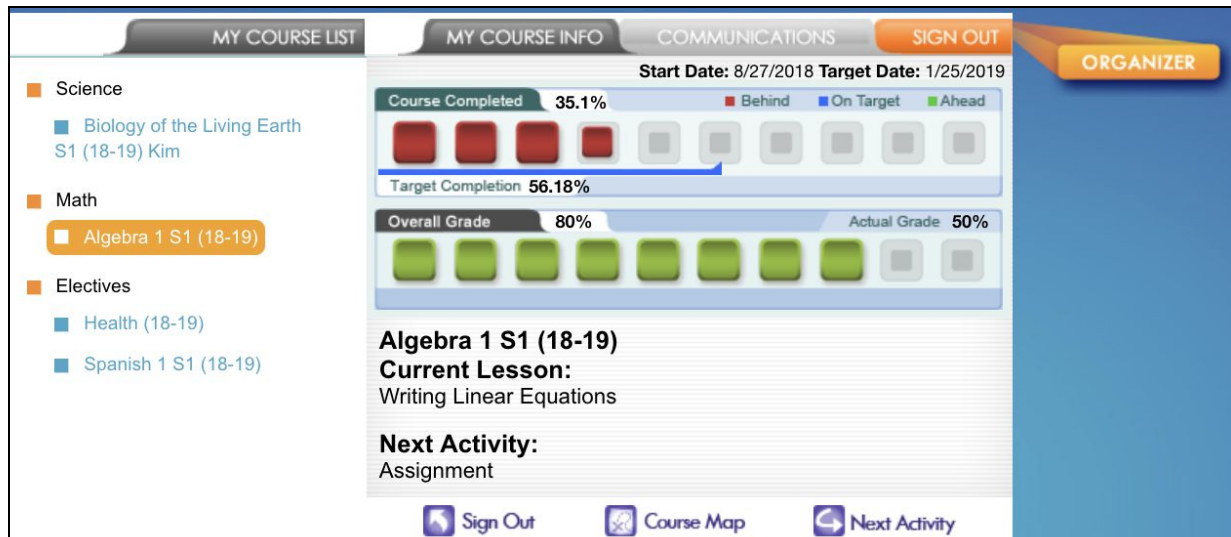 MY COURSE LIST
MY COURSE INFO
COMMUNICATIONS
SIGN OUT
ORGANIZER
Science
Biology of the Living Earth
S1 (18-19) Kim
Math
Algebra 1 S1 (18-19)
Electives
Health (18-19)
Spanish 1 S1 (18-19)
Start Date: 8/27/2018 Target Date: 1/25/2019
Course Completed 35.1% Behind On Target Ahead
Target Completion 56.18%
Overall Grade 80% Actual Grade 50%
Algebra 1 S1 (18-19)
Current Lesson:
Writing Linear Equations
Next Activity:
Assignment
Sign Out Course Map Next Activity